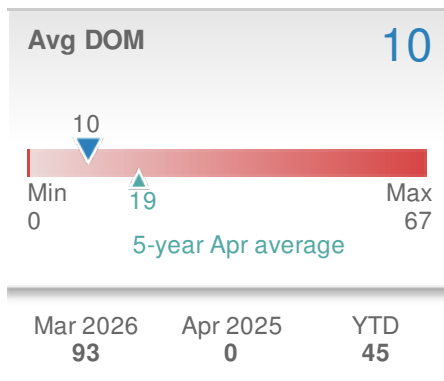 Avg DOM 10
10
Min 19 Max
0 67
5-year Apr average
Mar 2026 Apr 2025 YTD
93 0 45